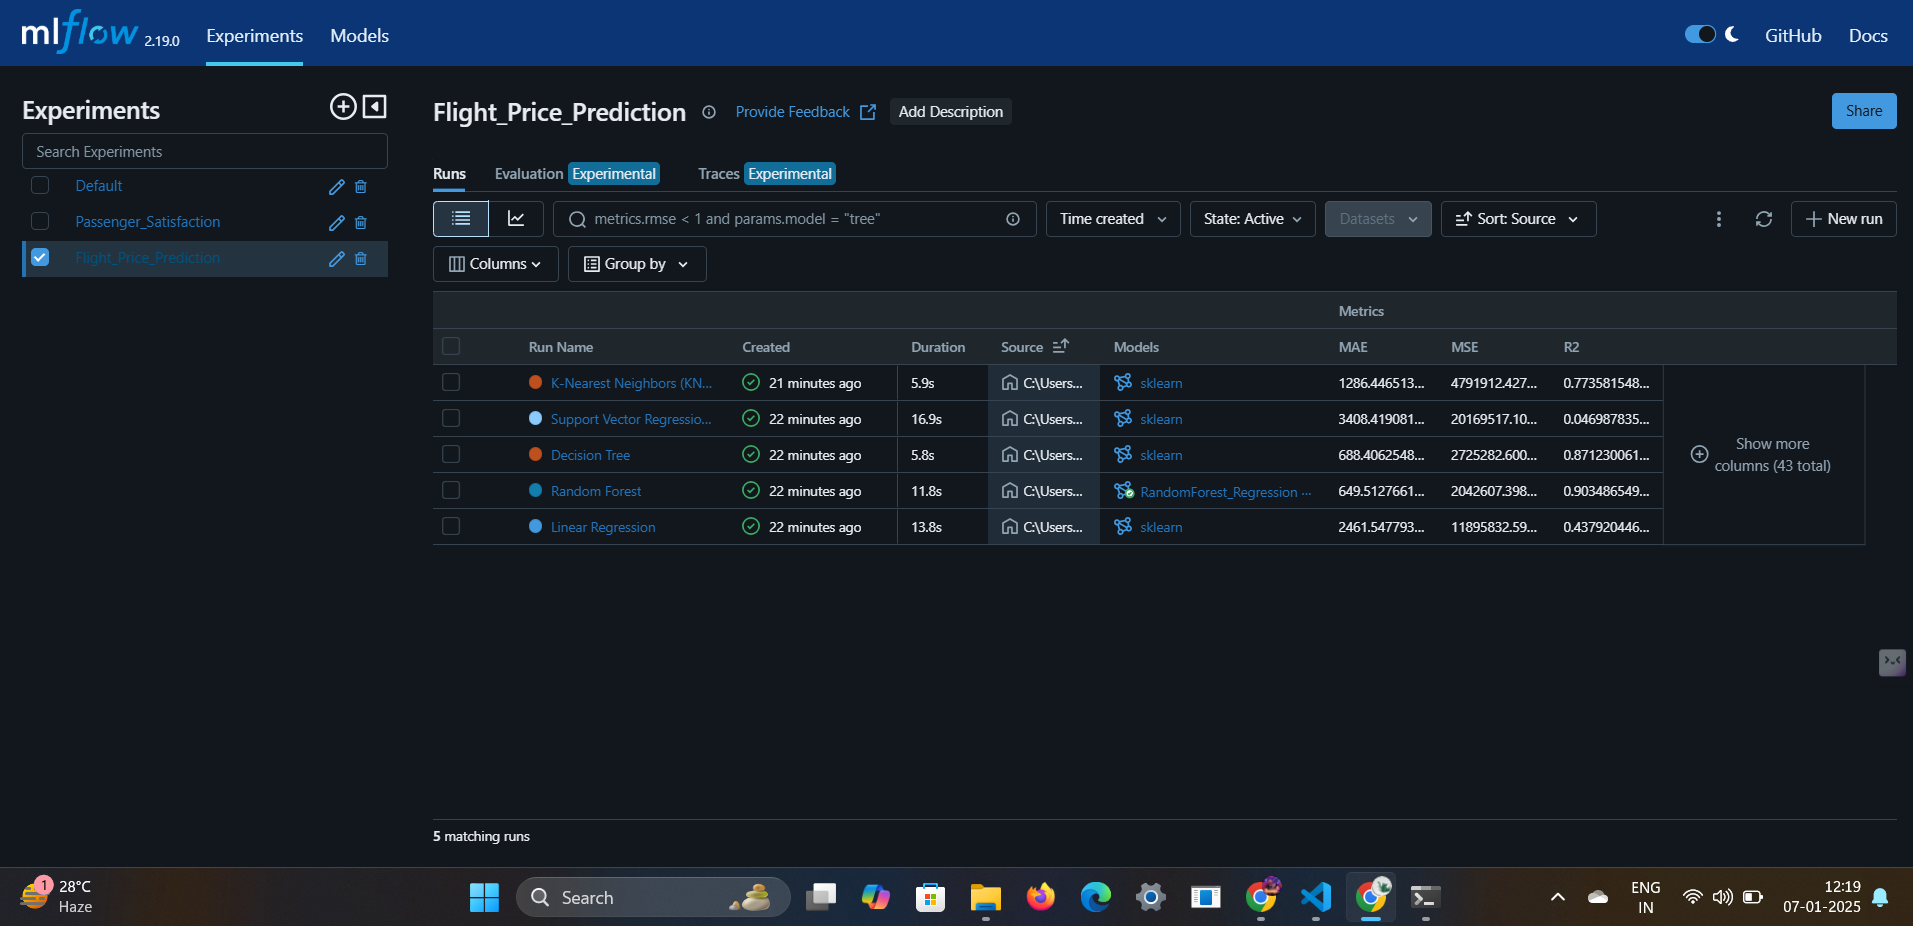 mlflow 2.19.0 Experiments Models GitHub Docs
Experiments
Search Experiments
Default
Passenger_Satisfaction
Flight_Price_Prediction
Flight_Price_Prediction Provide Feedback Add Description Share
Runs Evaluation Experimental Traces Experimental
metrics.rmse < 1 and params.model = "tree" Time created State: Active Datasets Sort: Source New run
Columns Group by
Metrics
Run Name Created Duration Source Models MAE MSE R2
K-Nearest Neighbors (KN... 21 minutes ago 5.9s C:\Users... sklearn 1286.446513... 4791912.427... 0.773581548...
Support Vector Regressio... 22 minutes ago 16.9s C:\Users... sklearn 3408.419081... 20169517.10... 0.046987835...
Decision Tree 22 minutes ago 5.8s C:\Users... sklearn 688.4062548... 2725282.600... 0.871230061...
Random Forest 22 minutes ago 11.8s C:\Users... RandomForest_Regression ... 649.5127661... 2042607.398... 0.903486549...
Linear Regression 22 minutes ago 13.8s C:\Users... sklearn 2461.547793... 11895832.59... 0.437920446...
Show more
columns (43 total)
5 matching runs
1
28°C
Haze
Search
ENG
IN
12:19
07-01-2025